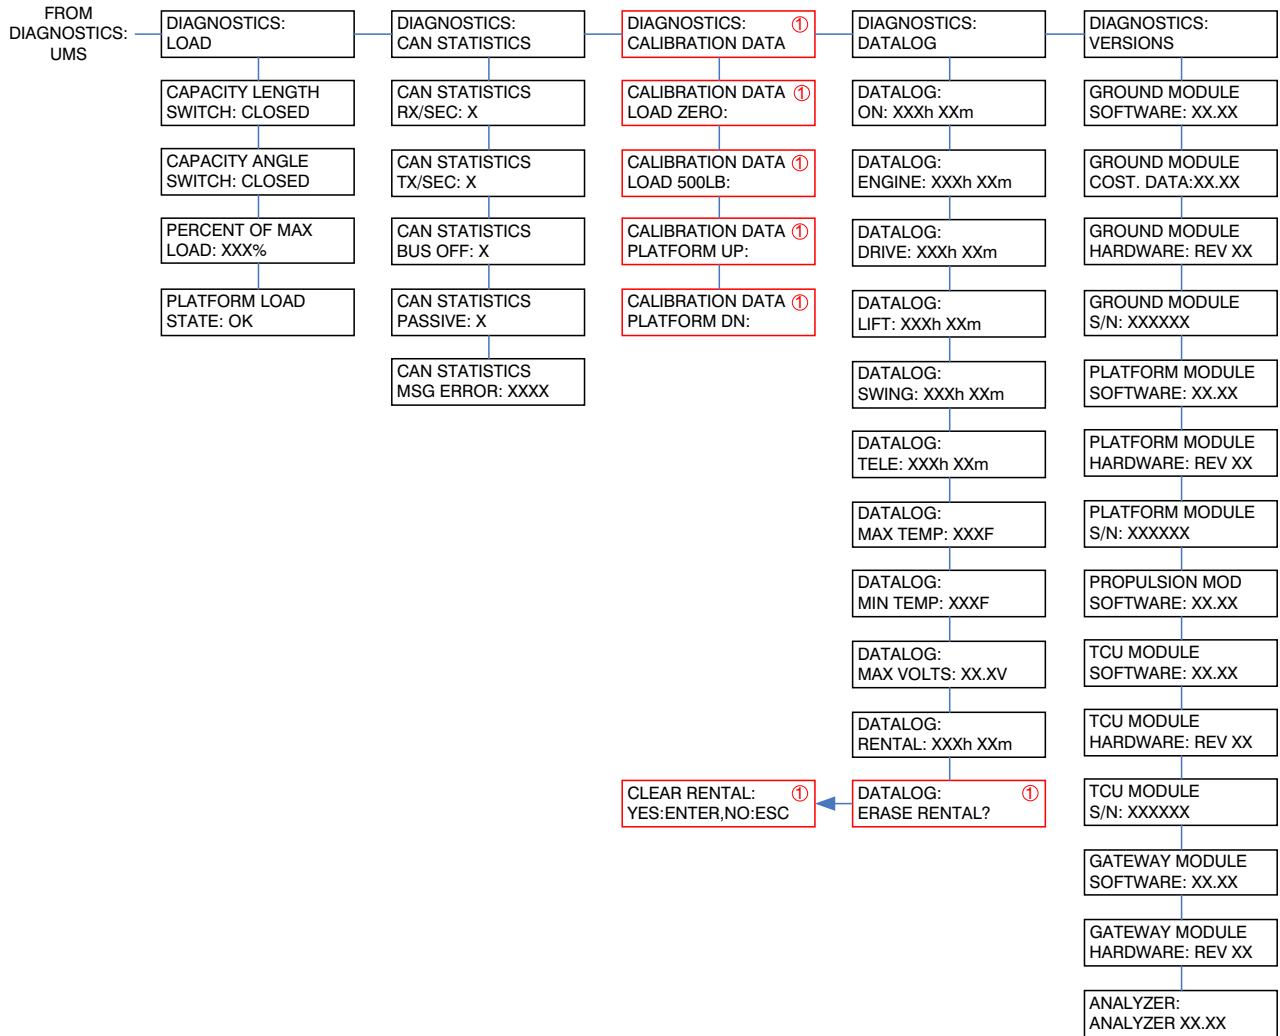 FROM
DIAGNOSTICS:
UMS
DIAGNOSTICS:
LOAD
CAPACITY LENGTH
SWITCH: CLOSED
CAPACITY ANGLE
SWITCH: CLOSED
PERCENT OF MAX
LOAD: XXX%
PLATFORM LOAD
STATE: OK
DIAGNOSTICS:
CAN STATISTICS
CAN STATISTICS
RX/SEC: X
CAN STATISTICS
TX/SEC: X
CAN STATISTICS
BUS OFF: X
CAN STATISTICS
PASSIVE: X
CAN STATISTICS
MSG ERROR: XXXX
DIAGNOSTICS: ①
CALIBRATION DATA
CALIBRATION DATA ①
LOAD ZERO:
CALIBRATION DATA ①
LOAD 500LB:
CALIBRATION DATA ①
PLATFORM UP:
CALIBRATION DATA ①
PLATFORM DN:
DIAGNOSTICS:
DATALOG
DATALOG:
ON: XXXh XXm
DATALOG:
ENGINE: XXXh XXm
DATALOG:
DRIVE: XXXh XXm
DATALOG:
LIFT: XXXh XXm
DATALOG:
SWING: XXXh XXm
DATALOG:
TELE: XXXh XXm
DATALOG:
MAX TEMP: XXXF
DATALOG:
MIN TEMP: XXXF
DATALOG:
MAX VOLTS: XX.XV
DATALOG:
RENTAL: XXXh XXm
DATALOG: ①
ERASE RENTAL?
CLEAR RENTAL: ①
YES:ENTER,NO:ESC
DIAGNOSTICS:
VERSIONS
GROUND MODULE
SOFTWARE: XX.XX
GROUND MODULE
COST. DATA:XX.XX
GROUND MODULE
HARDWARE: REV XX
GROUND MODULE
S/N: XXXXXX
PLATFORM MODULE
SOFTWARE: XX.XX
PLATFORM MODULE
HARDWARE: REV XX
PLATFORM MODULE
S/N: XXXXXX
PROPULSION MOD
SOFTWARE: XX.XX
TCU MODULE
SOFTWARE: XX.XX
TCU MODULE
HARDWARE: REV XX
TCU MODULE
S/N: XXXXXX
GATEWAY MODULE
SOFTWARE: XX.XX
GATEWAY MODULE
HARDWARE: REV XX
ANALYZER:
ANALYZER XX.XX